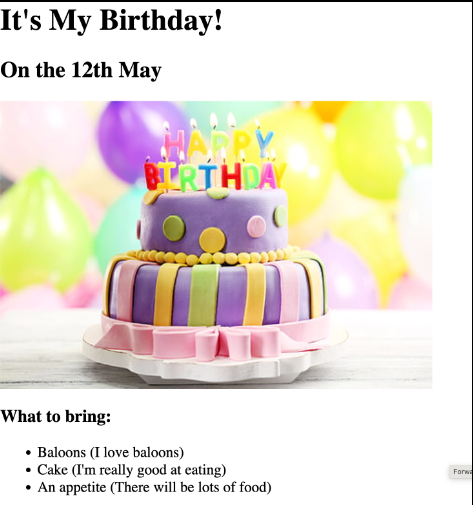 It's My Birthday!
On the 12th May
HAPPY
BIRTHDAY
What to bring:
Baloons (I love baloons)
Cake (I'm really good at eating)
An appetite (There will be lots of food)